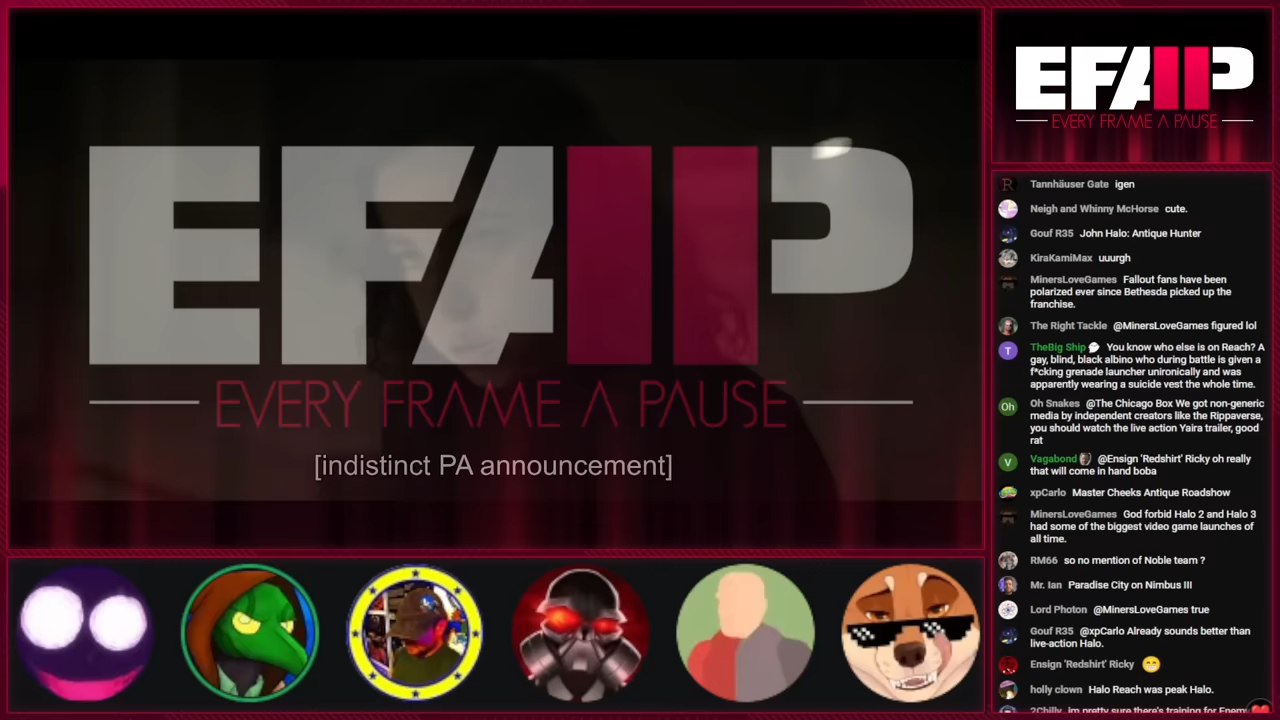 EFAP
EVERY FRAME A PAUSE
[indistinct PA announcement]
EFAP
EVERY FRAME A PAUSE
Tannhäuser Gate igen
Neigh and Whinny McHorse cute.
Gouf R35 John Halo: Antique Hunter
KiraKamiMax uuurgh
MinersLoveGames Fallout fans have been
polarized ever since Bethesda picked up the
franchise.
The Right Tackle @MinersLoveGames figured lol
T
TheBig Ship You know who else is on Reach? A
gay, blind, black albino who during battle is given a
f*cking grenade launcher unironically and was
apparently wearing a suicide vest the whole time.
Oh
Oh Snakes @The Chicago Box We got non-generic
media by independent creators like the Rippaverse,
you should watch the live action Yaira trailer, good
rat
V
Vagabond @Ensign 'Redshirt' Ricky oh really
that will come in hand boba
xpCarlo Master Cheeks Antique Roadshow
MinersLoveGames God forbid Halo 2 and Halo 3
had some of the biggest video game launches of
all time.
RM66 so no mention of Noble team ?
Mr. Ian Paradise City on Nimbus III
Lord Photon @MinersLoveGames true
Gouf R35 @xpCarlo Already sounds better than
live-action Halo.
Ensign 'Redshirt' Ricky 😁
holly clown Halo Reach was peak Halo.
2Chilly im pretty sure there's training for Enemy